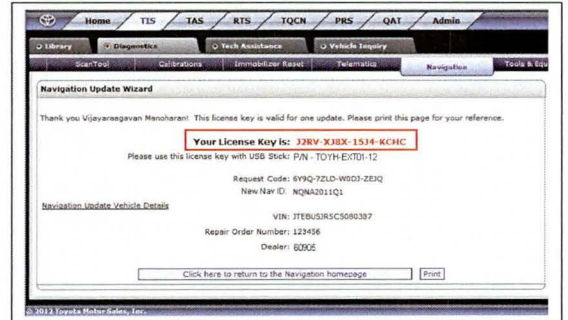 Home TIS TAS RTS TQCN PRS QAT Admin
Library Diagnostics Tech Assistance Vehicle Inquiry
ScanTool Calibrations Immobilizer Reset Telematics Navigation Tools & Equ
Navigation Update Wizard
Thank you Vijayaraagavan Manoharan! This license key is valid for one update. Please print this page for your reference.
Your License Key is: J2RV-XJ8X-15J4-KCHC
Please use this license key with USB Stick: P/N - TOYH-EXT01-12
Request Code: 6Y9Q-7ZLD-W0DJ-ZEJQ
New Nav ID: NQNA2011Q1
Navigation Update Vehicle Details
VIN: JTEBU5JR5C5080387
Repair Order Number: 123456
Dealer: 60905
Click here to return to the Navigation homepage Print
© 2012 Toyota Motor Sales, Inc.